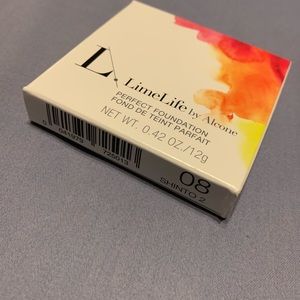 L.
LimeLife by Alcone
PERFECT FOUNDATION
FOND DE TEINT PARFAIT
NET WT. 0.42 OZ./12g
08
SHINTO 2